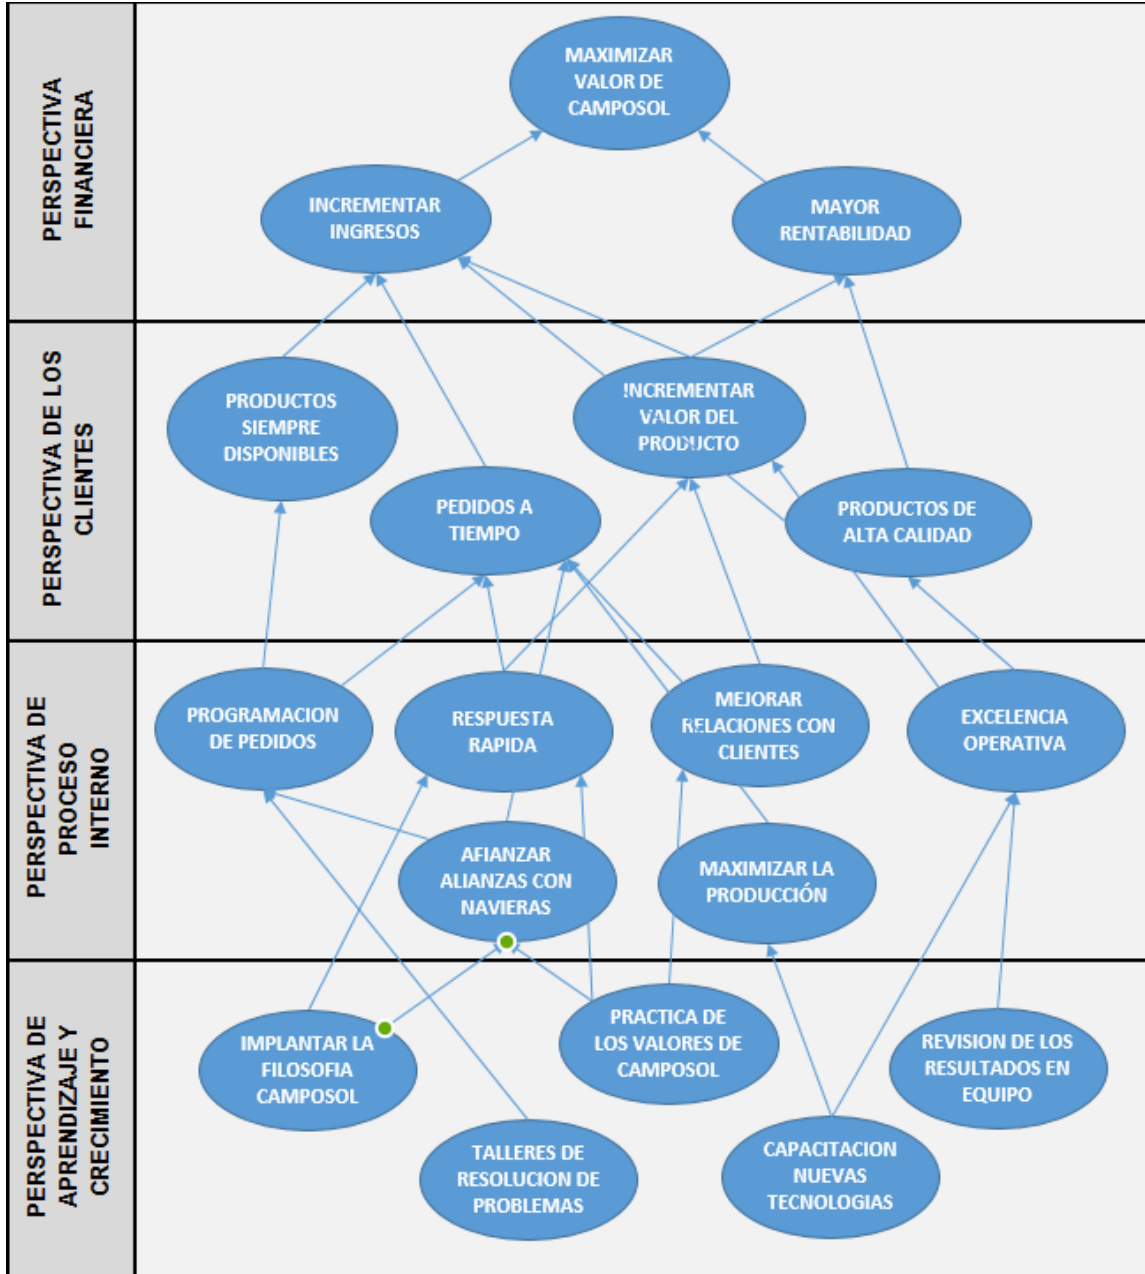 PERSPECTIVA
FINANCIERA
MAXIMIZAR
VALOR DE
CAMPOSOL
INCREMENTAR
INGRESOS
MAYOR
RENTABILIDAD
PERSPECTIVA DE LOS
CLIENTES
PRODUCTOS
SIEMPRE
DISPONIBLES
INCREMENTAR
VALOR DEL
PRODUCTO
PEDIDOS A
TIEMPO
PRODUCTOS DE
ALTA CALIDAD
PERSPECTIVA DE
PROCESO
INTERNO
PROGRAMACION
DE PEDIDOS
RESPUESTA
RAPIDA
MEJORAR
RELACIONES CON
CLIENTES
EXCELENCIA
OPERATIVA
AFIANZAR
ALIANZAS CON
NAVIERAS
MAXIMIZAR LA
PRODUCCIÓN
PERSPECTIVA DE
APRENDIZAJE Y
CRECIMIENTO
IMPLANTAR LA
FILOSOFIA
CAMPOSOL
PRACTICA DE
LOS VALORES DE
CAMPOSOL
REVISION DE LOS
RESULTADOS EN
EQUIPO
TALLERES DE
RESOLUCION DE
PROBLEMAS
CAPACITACION
NUEVAS
TECNOLOGIAS